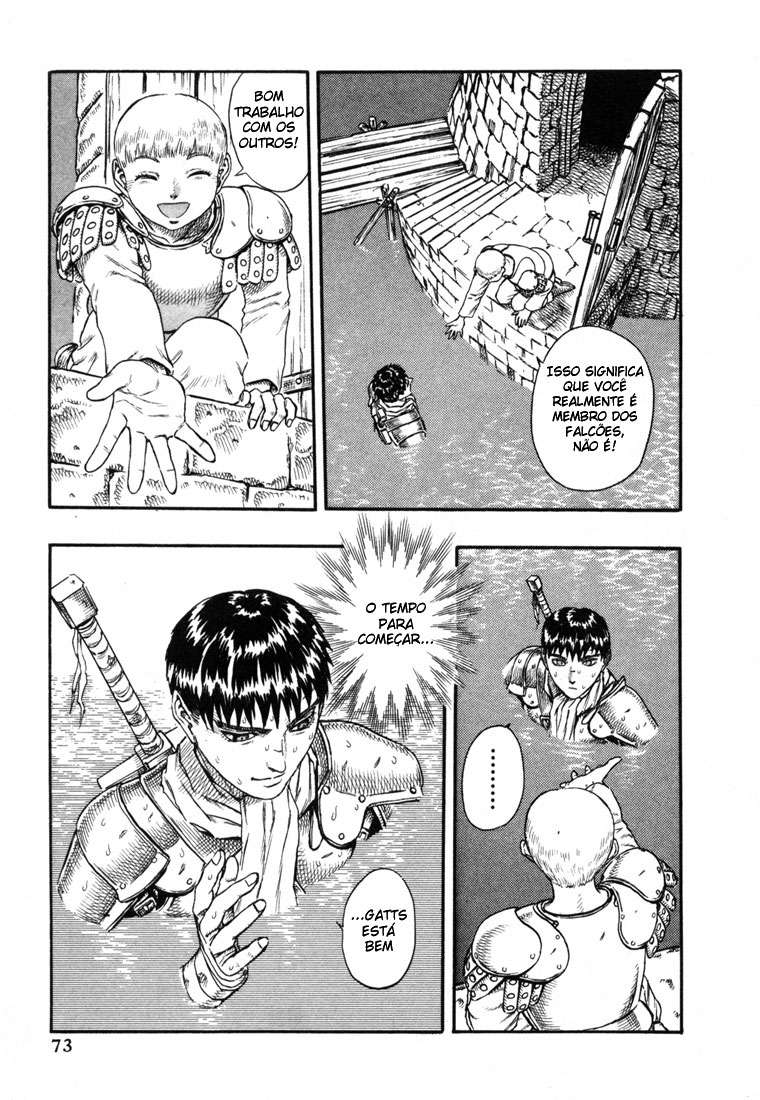 ISSO SIGNIFICA
QUE VOCÊ
REALMENTE É
MEMBRO DOS
FALCÕES,
NÃO É!
BOM
TRABALHO
COM OS
OUTROS!
.........
O TEMPO
PARA
COMEÇAR...
...GATTS
ESTÁ
BEM
73